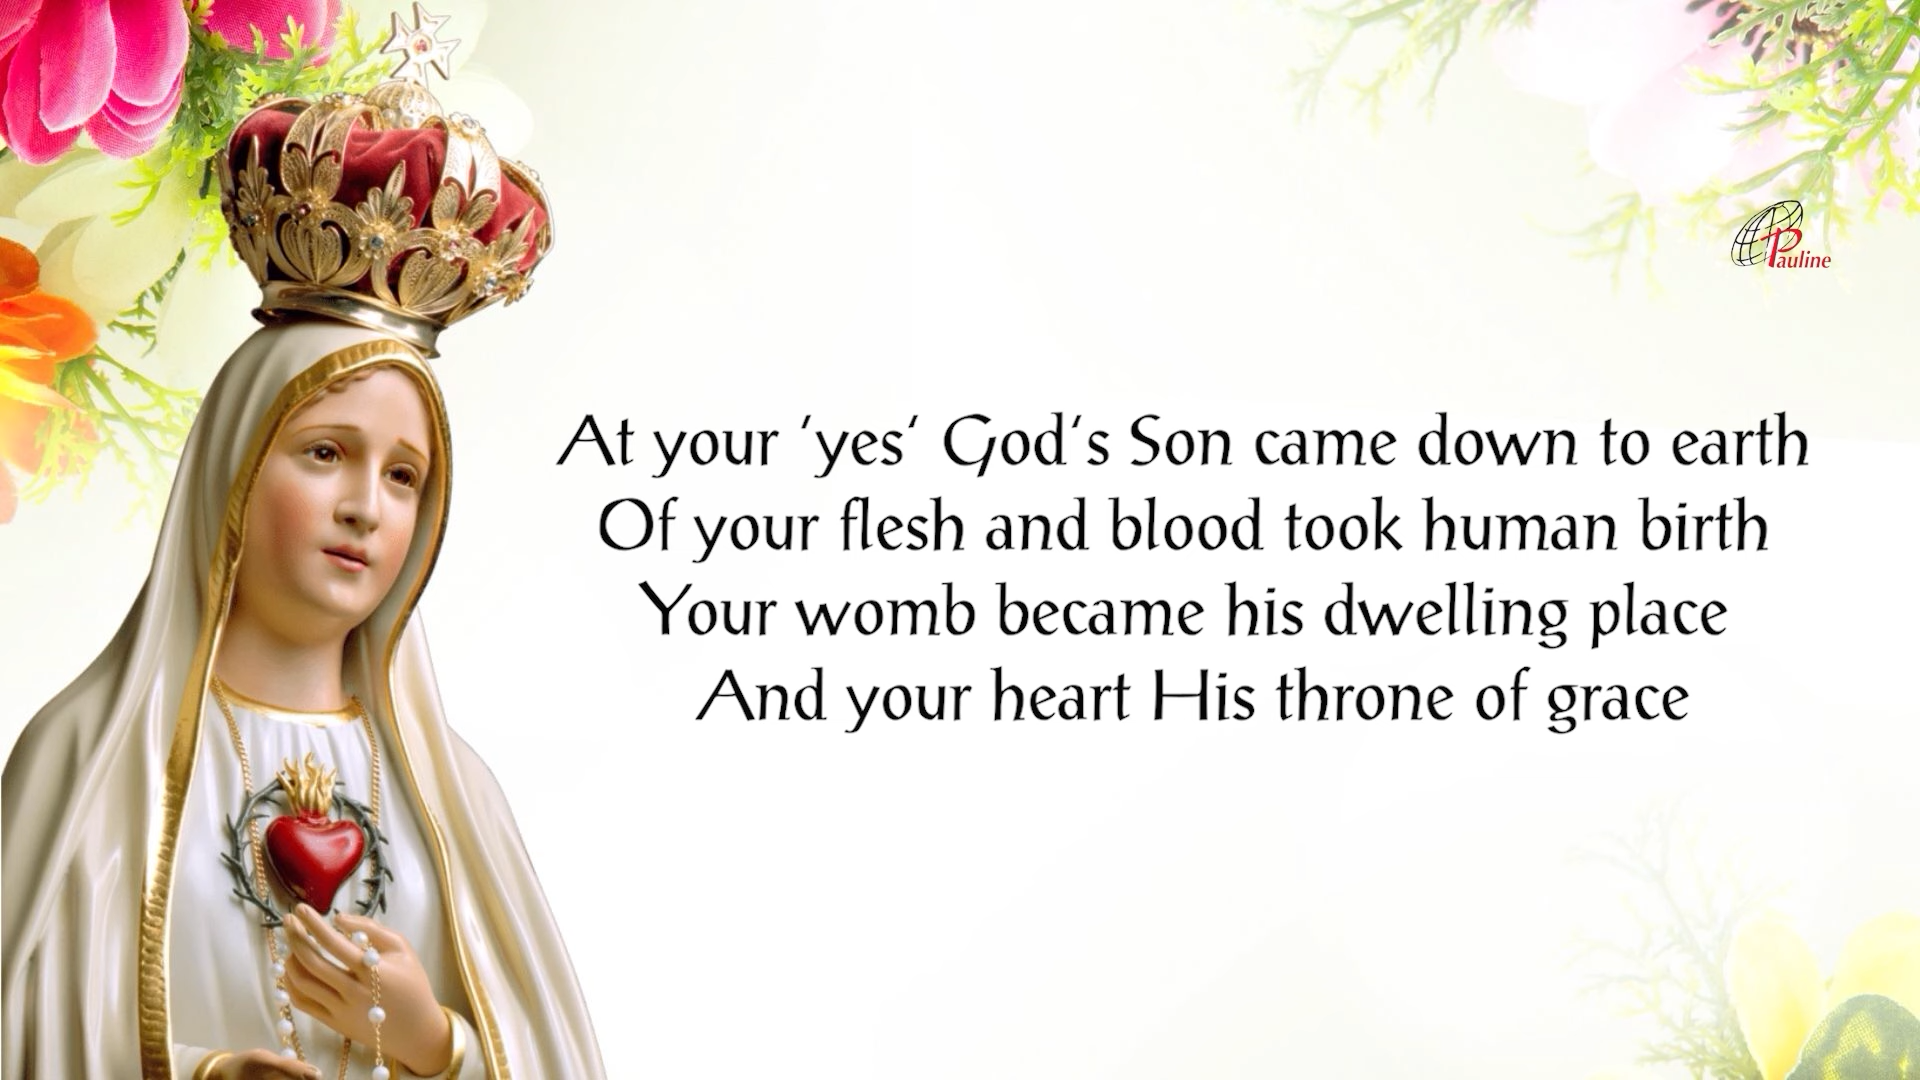 At your 'yes' God's Son came down to earth
Of your flesh and blood took human birth
Your womb became his dwelling place
And your heart His throne of grace
Pauline